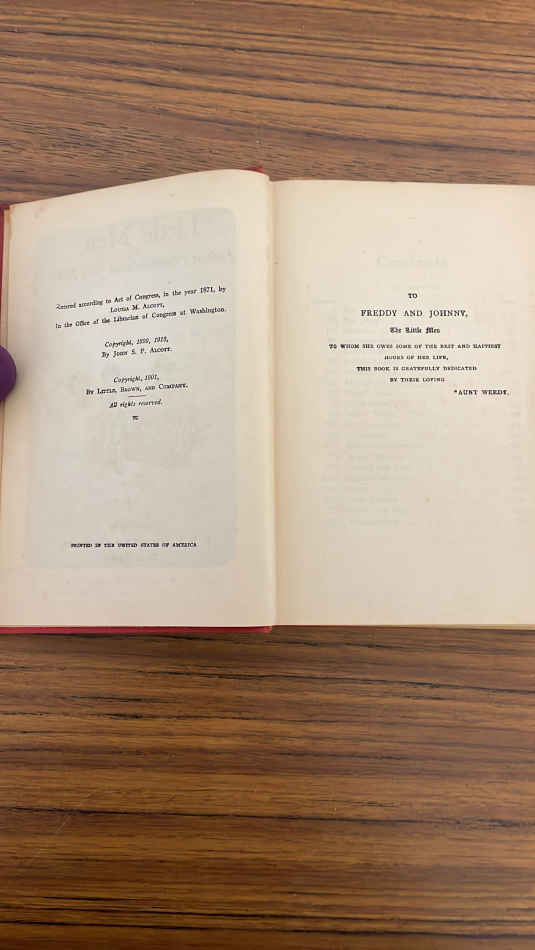 Entered according to Act of Congress, in the year 1871, by
LOUISA M. ALCOTT,
In the Office of the Librarian of Congress at Washington.
Copyright, 1899, 1913,
BY JOHN S. P. ALCOTT.
Copyright, 1901,
BY LITTLE, BROWN, AND COMPANY.
All rights reserved.
PRINTED IN THE UNITED STATES OF AMERICA
TO
FREDDY AND JOHNNY,
The Little Men
TO WHOM SHE OWES SOME OF THE BEST AND HAPPIEST
HOURS OF HER LIFE,
THIS BOOK IS GRATEFULLY DEDICATED
BY THEIR LOVING
"AUNT WEEDY."